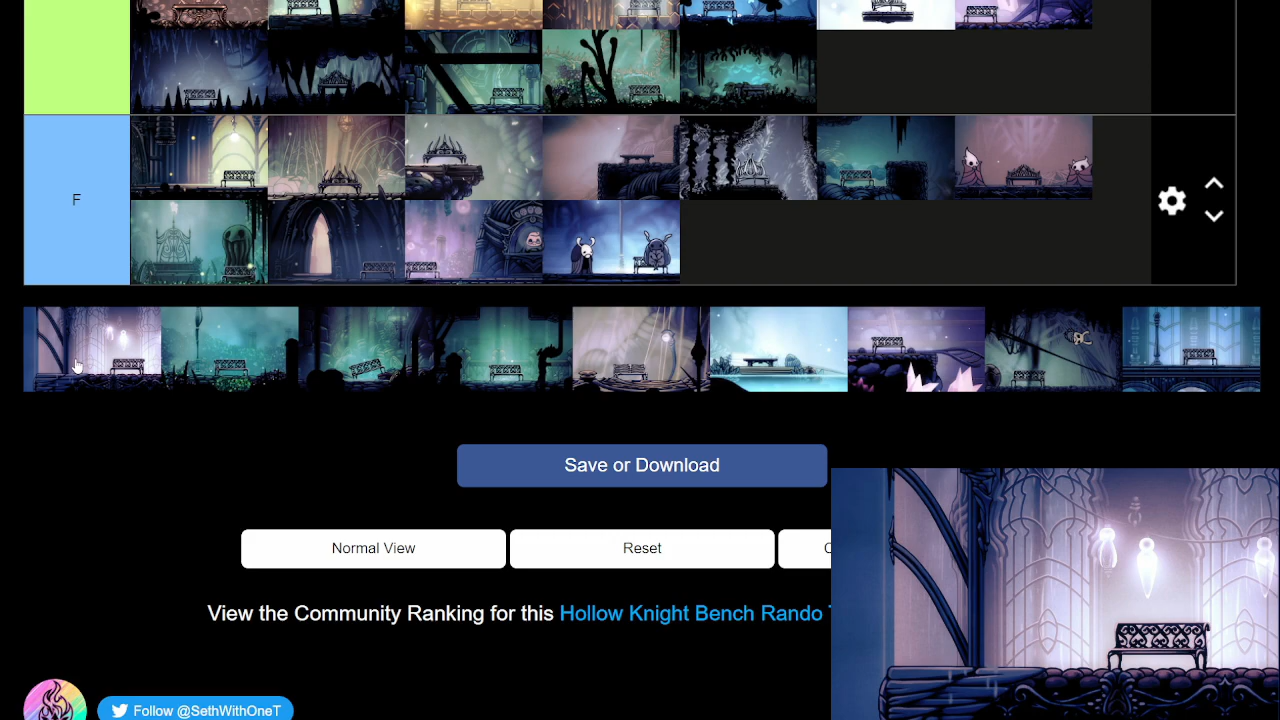 F
Save or Download
Normal View
Reset
View the Community Ranking for this Hollow Knight Bench Rando
Follow @SethWithOneT